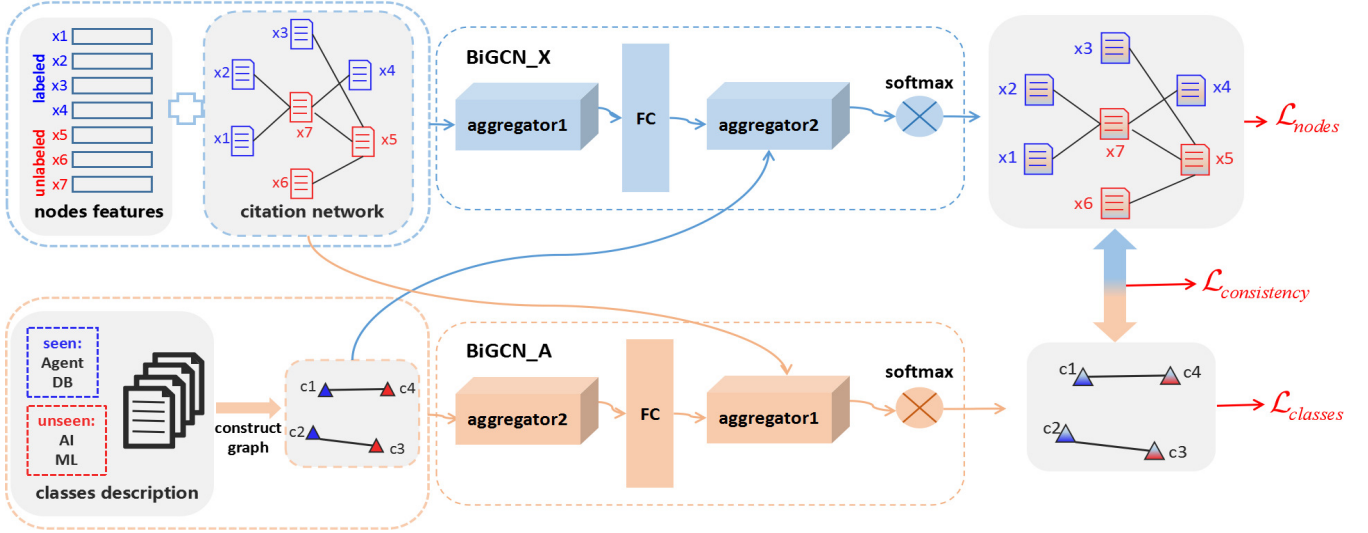 x1
x2
x3
x4
x5
x6
x7
labeled
unlabeled
nodes features
x3
x2
x4
x1
x7
x5
x6
citation network
BiGCN_X
aggregator1
FC
aggregator2
softmax
x3
x2
x4
x1
x7
x5
x6
ℒnodes
ℒconsistency
seen:
Agent
DB
unseen:
AI
ML
classes description
construct
graph
c1
c4
c2
c3
BiGCN_A
aggregator2
FC
aggregator1
softmax
c1
c4
c2
c3
ℒclasses